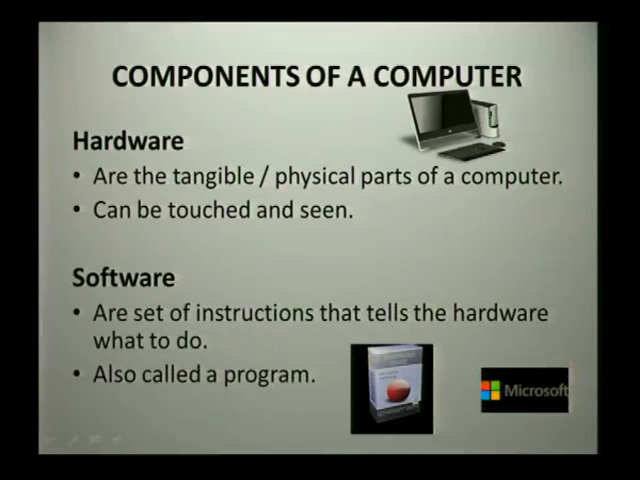 COMPONENTS OF A COMPUTER
Hardware
• Are the tangible / physical parts of a computer.
• Can be touched and seen.
Software
• Are set of instructions that tells the hardware
what to do.
• Also called a program.
Microsoft